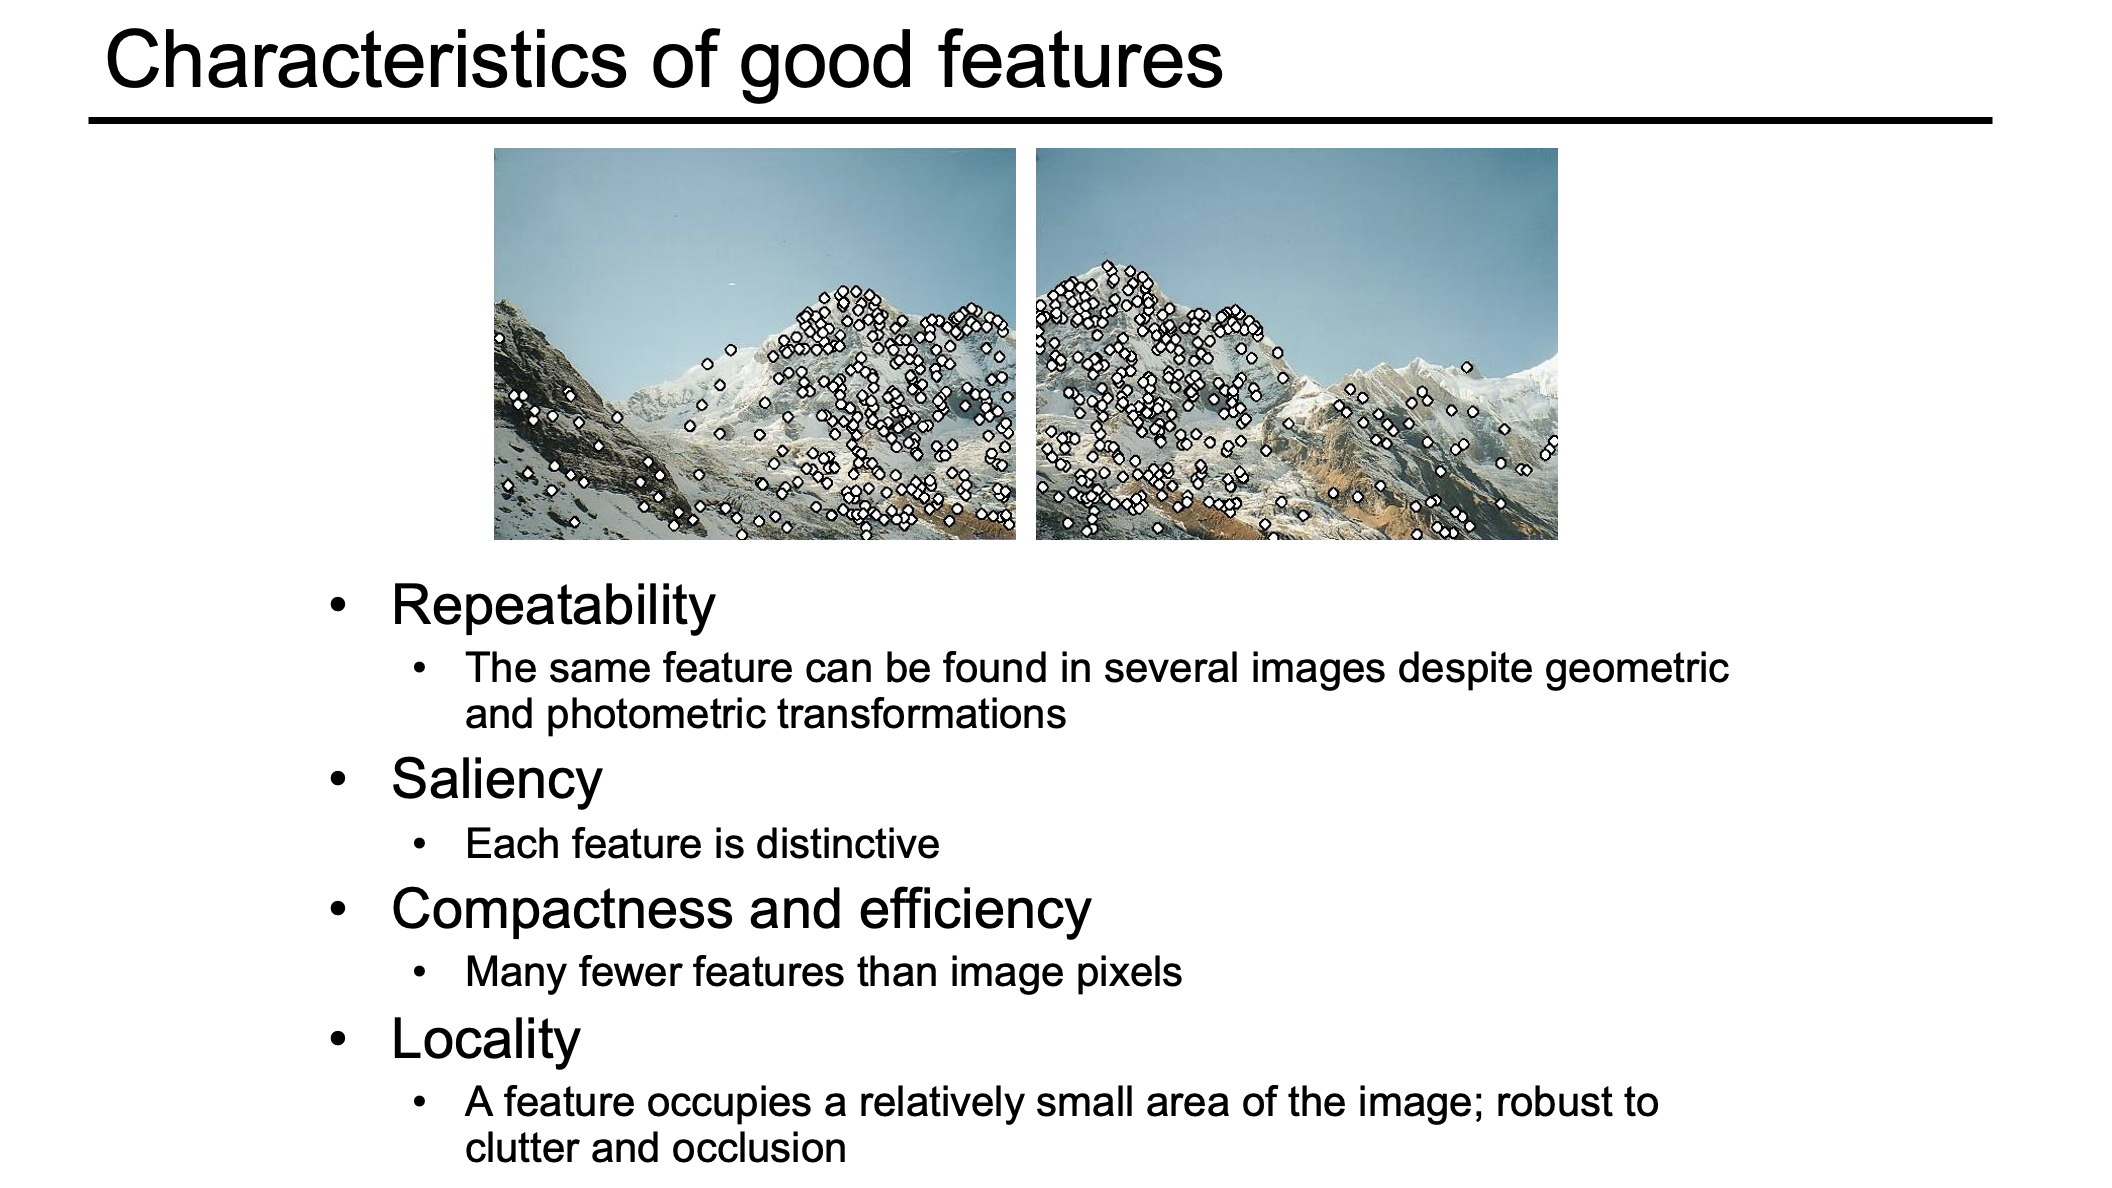 Characteristics of good features
• Repeatability
• The same feature can be found in several images despite geometric
and photometric transformations
• Saliency
• Each feature is distinctive
• Compactness and efficiency
• Many fewer features than image pixels
• Locality
• A feature occupies a relatively small area of the image; robust to
clutter and occlusion